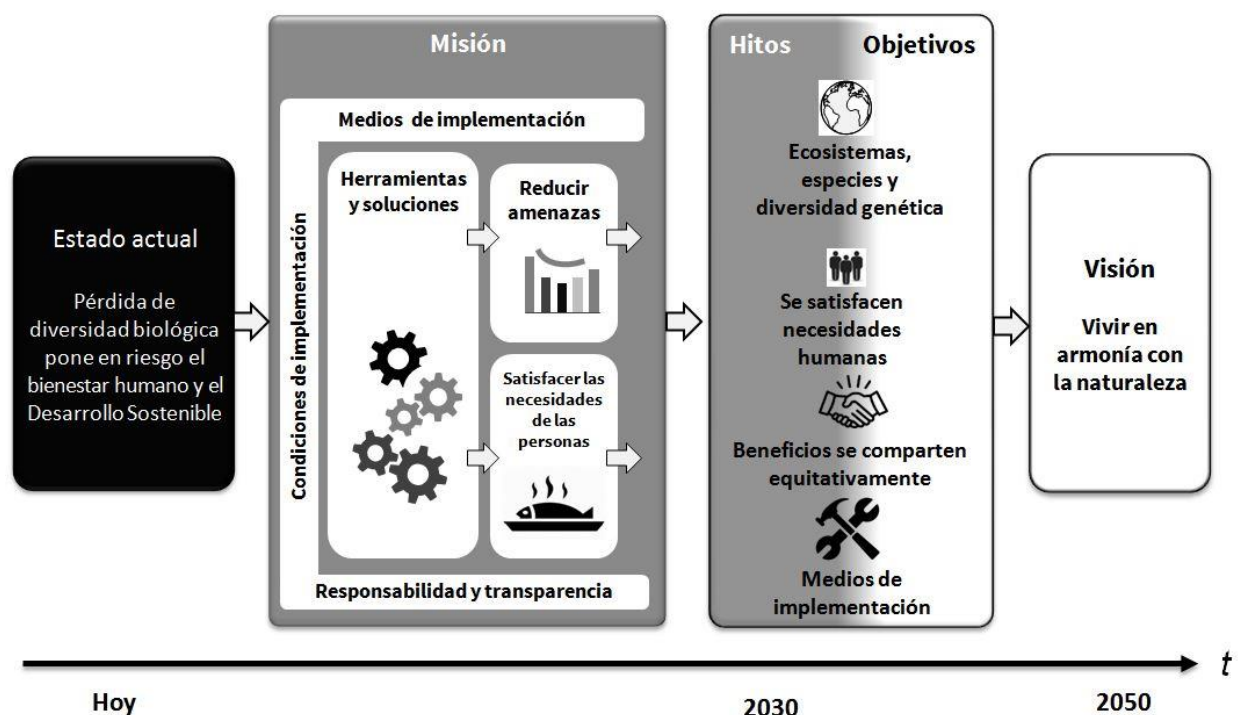 Estado actual
Pérdida de
diversidad biológica
pone en riesgo el
bienestar humano y el
Desarrollo Sostenible
Misión
Medios de implementación
Condiciones de implementación
Herramientas
y soluciones
Reducir
amenazas
Satisfacer las
necesidades
de las
personas
Responsabilidad y transparencia
Hitos Objetivos
Ecosistemas,
especies y
diversidad genética
Se satisfacen
necesidades
humanas
Beneficios se comparten
equitativamente
Medios de
implementación
Visión
Vivir en
armonía con
la naturaleza
t
Hoy
2030
2050